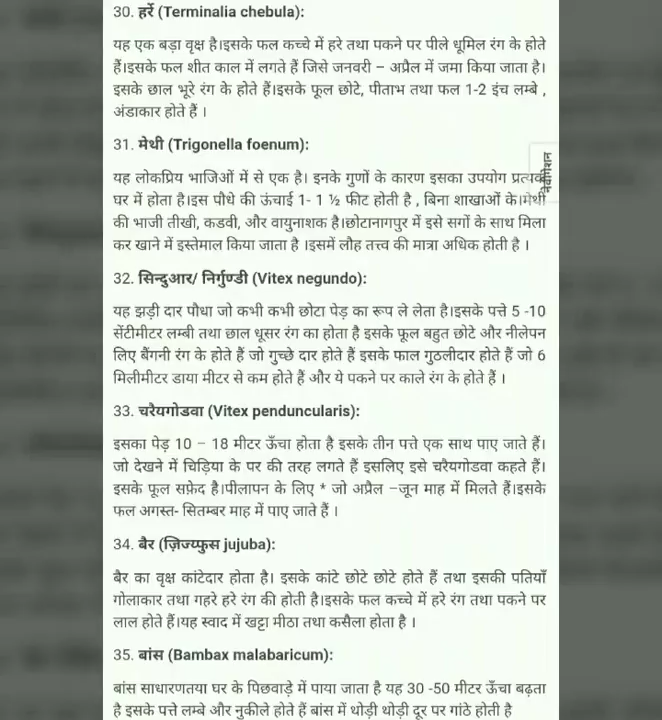 30. हर्रे (Terminalia chebula):
यह एक बड़ा वृक्ष है।इसके फल कच्चे में हरे तथा पकने पर पीले धूमिल रंग के होते
हैं।इसके फल शीत काल में लगते हैं जिसे जनवरी – अप्रैल में जमा किया जाता है।
इसके छाल भूरे रंग के होते हैं।इसके फूल छोटे, पीताभ तथा फल 1-2 इंच लम्बे ,
अंडाकार होते हैं ।
31. मेथी (Trigonella foenum):
यह लोकप्रिय भाजिओं में से एक है। इनके गुणों के कारण इसका उपयोग प्रत्यक
घर में होता है।इस पौधे की ऊंचाई 1- 1 ½ फीट होती है , बिना शाखाओं के।मेथी
की भाजी तीखी, कडवी, और वायुनाशक है।छोटानागपुर में इसे सगों के साथ मिला
कर खाने में इस्तेमाल किया जाता है ।इसमें लौह तत्त्व की मात्रा अधिक होती है ।
नेवीगेशन
32. सिन्दुआर/ निर्गुण्डी (Vitex negundo):
यह झड़ी दार पौधा जो कभी कभी छोटा पेड़ का रूप ले लेता है।इसके पत्ते 5 -10
सेंटीमीटर लम्बी तथा छाल धूसर रंग का होता है इसके फूल बहुत छोटे और नीलेपन
लिए बैंगनी रंग के होते हैं जो गुच्छे दार होते हैं इसके फाल गुठलीदार होते हैं जो 6
मिलीमीटर डाया मीटर से कम होते हैं और ये पकने पर काले रंग के होते हैं ।
33. चरैयगोडवा (Vitex penduncularis):
इसका पेड़ 10 – 18 मीटर ऊँचा होता है इसके तीन पत्ते एक साथ पाए जाते हैं।
जो देखने में चिड़िया के पर की तरह लगते हैं इसलिए इसे चरैयगोडवा कहते हैं।
इसके फूल सफ़ेद है।पीलापन के लिए * जो अप्रैल –जून माह में मिलते हैं।इसके
फल अगस्त- सितम्बर माह में पाए जाते हैं ।
34. बैर (ज़िज्य्फुस jujuba):
बैर का वृक्ष कांटेदार होता है। इसके कांटे छोटे छोटे होते हैं तथा इसकी पतियाँ
गोलाकार तथा गहरे हरे रंग की होती है।इसके फल कच्चे में हरे रंग तथा पकने पर
लाल होते हैं।यह स्वाद में खट्टा मीठा तथा कसैला होता है ।
35. बांस (Bambax malabaricum):
बांस साधारणतया घर के पिछवाड़े में पाया जाता है यह 30 -50 मीटर ऊँचा बढ़ता
है इसके पत्ते लम्बे और नुकीले होते हैं बांस में थोड़ी थोड़ी दूर पर गांठे होती है